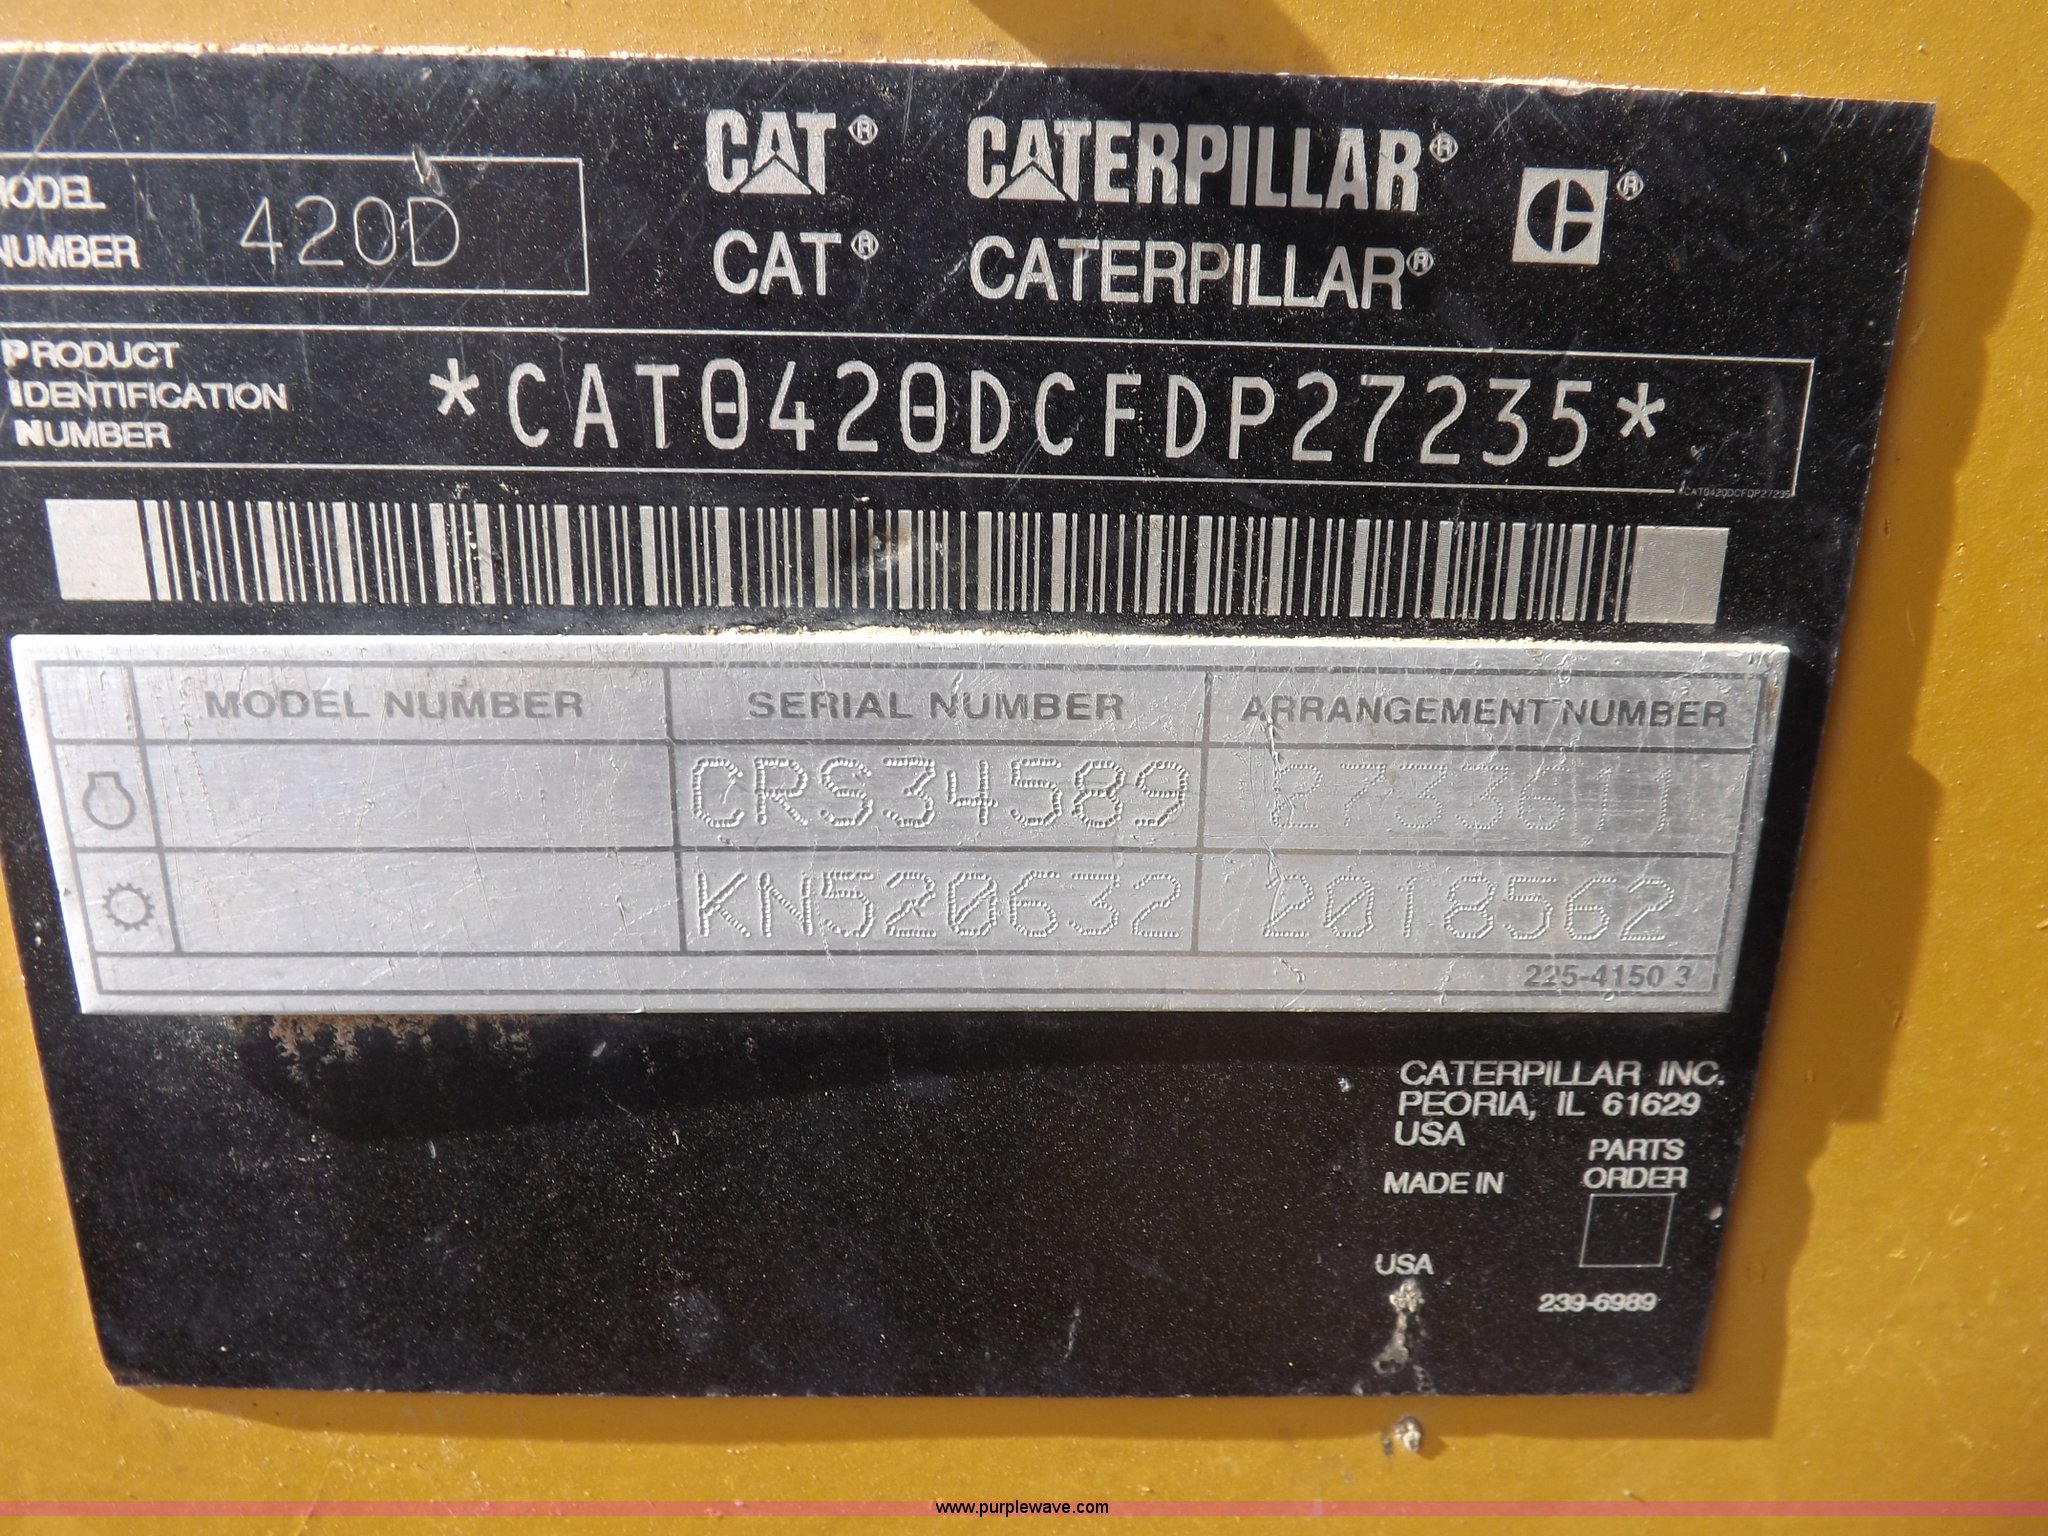 CAT® CATERPILLAR® ®
MODEL
NUMBER 420D
CAT® CATERPILLAR®
PRODUCT
IDENTIFICATION
NUMBER
*CAT0420DCFDP27235*
*CAT0420DCFDP27235
MODEL NUMBER SERIAL NUMBER ARRANGEMENT NUMBER
CRS34589 2733611
KN520632 2018562
225-4150 3
CATERPILLAR INC.
PEORIA, IL 61629
USA
PARTS
ORDER
MADE IN
USA
239-6989
www.purplewave.com